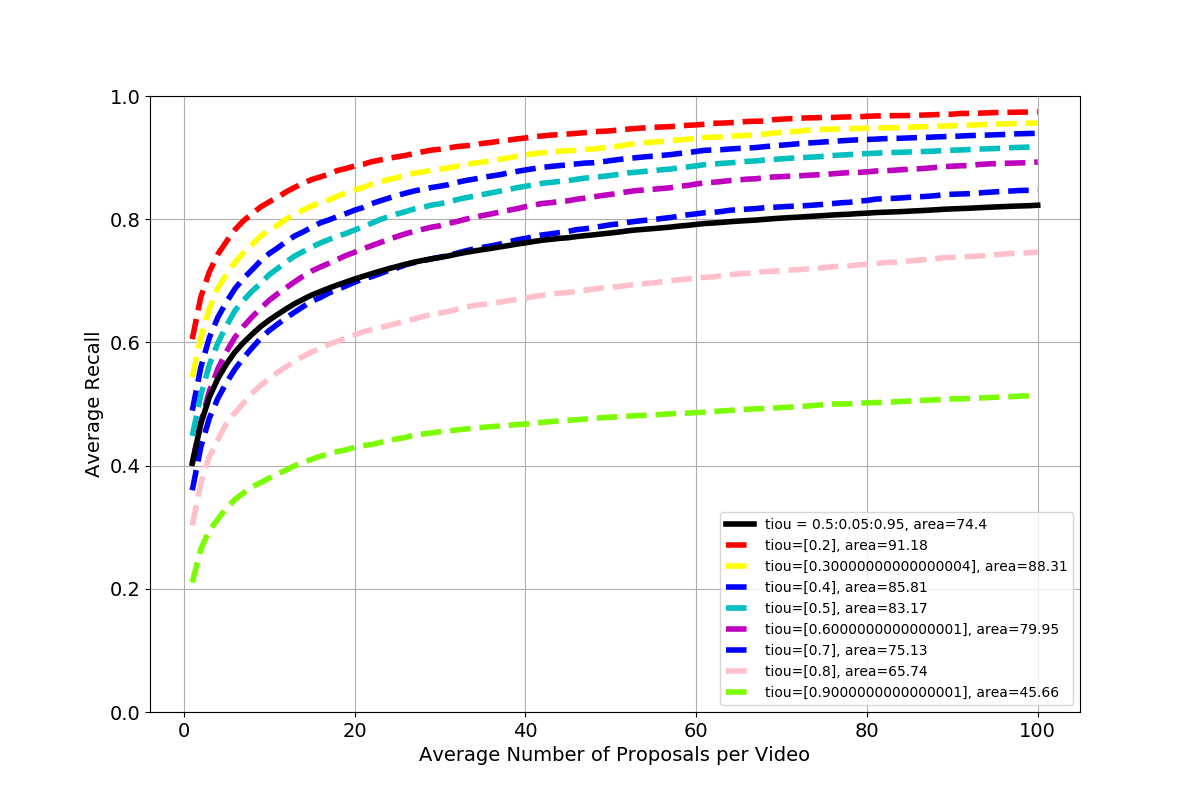 1.0
0.8
0.6
0.4
0.2
0.0
Average Recall
tiou = 0.5:0.05:0.95, area=74.4
tiou=[0.2], area=91.18
tiou=[0.30000000000000004], area=88.31
tiou=[0.4], area=85.81
tiou=[0.5], area=83.17
tiou=[0.6000000000000001], area=79.95
tiou=[0.7], area=75.13
tiou=[0.8], area=65.74
tiou=[0.9000000000000001], area=45.66
0 20 40 60 80 100
Average Number of Proposals per Video